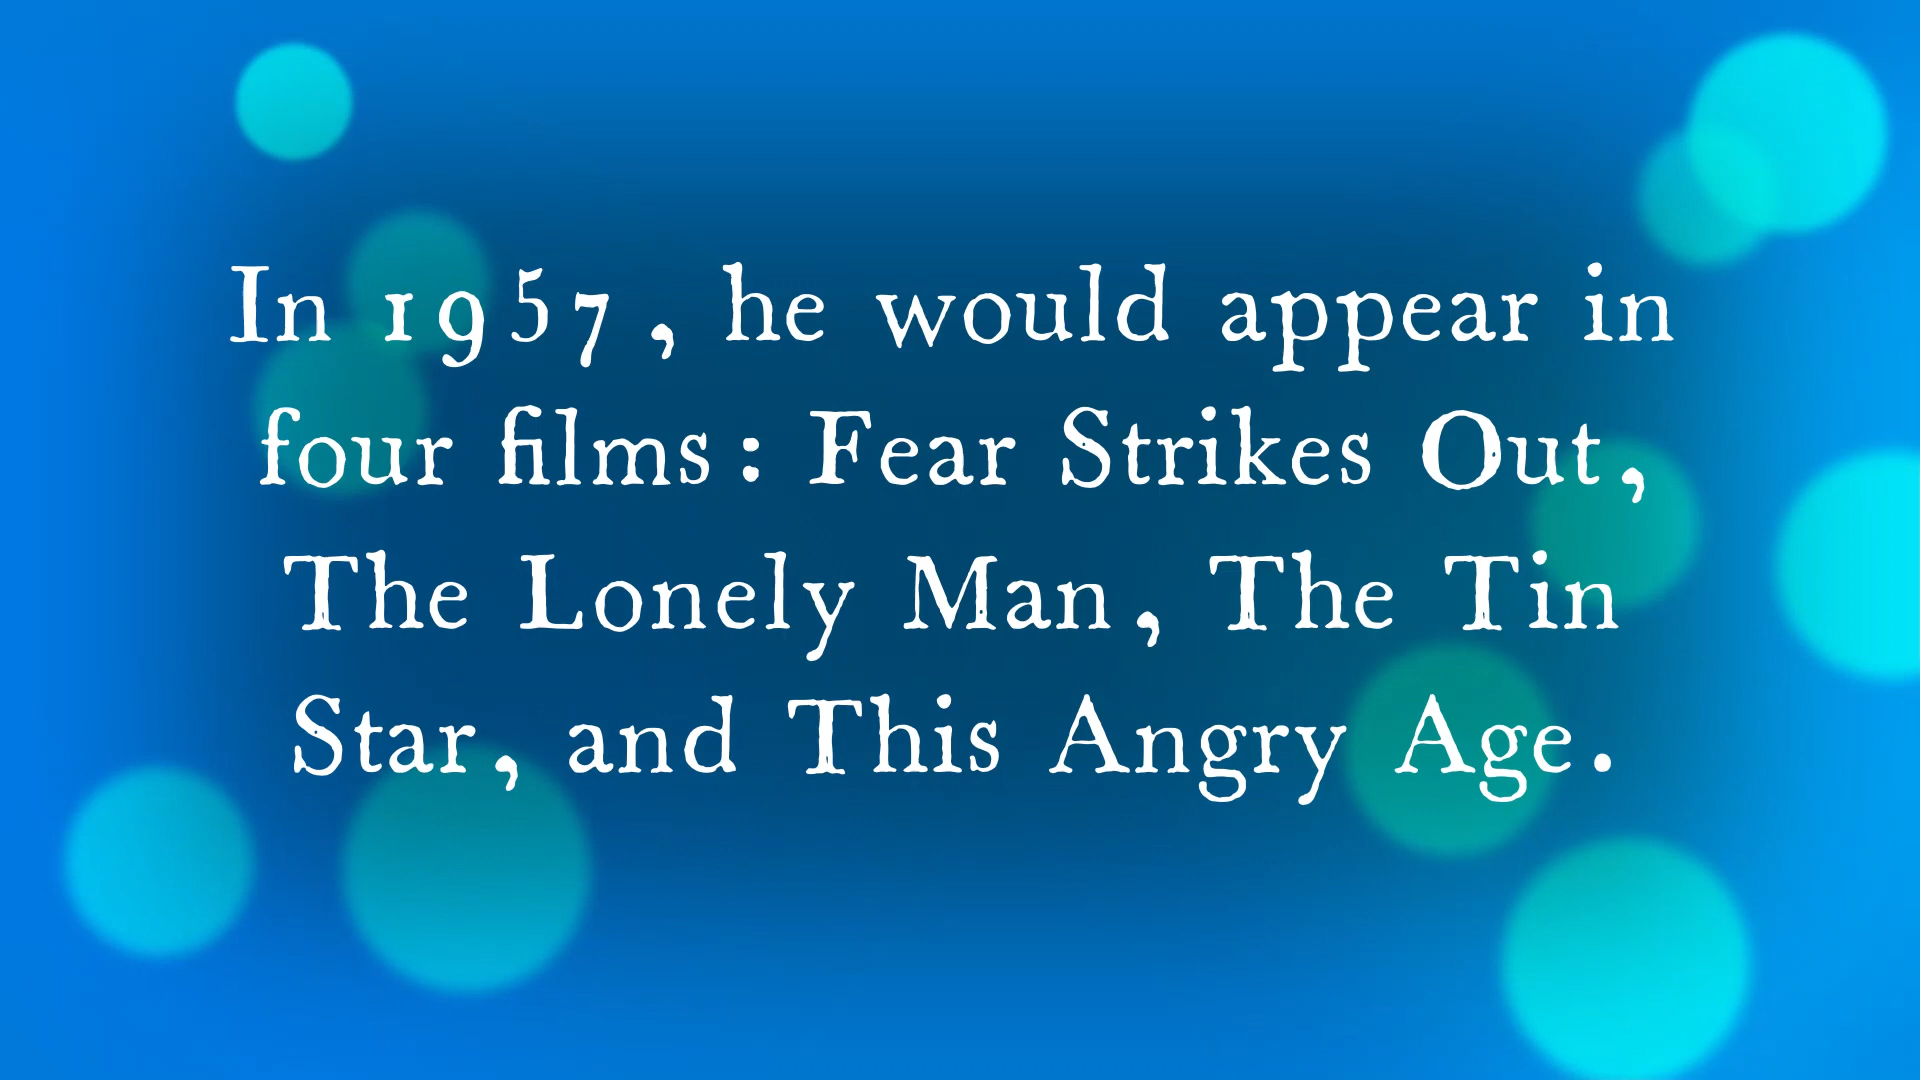 In 1957, he would appear in
four films: Fear Strikes Out,
The Lonely Man, The Tin
Star, and This Angry Age.